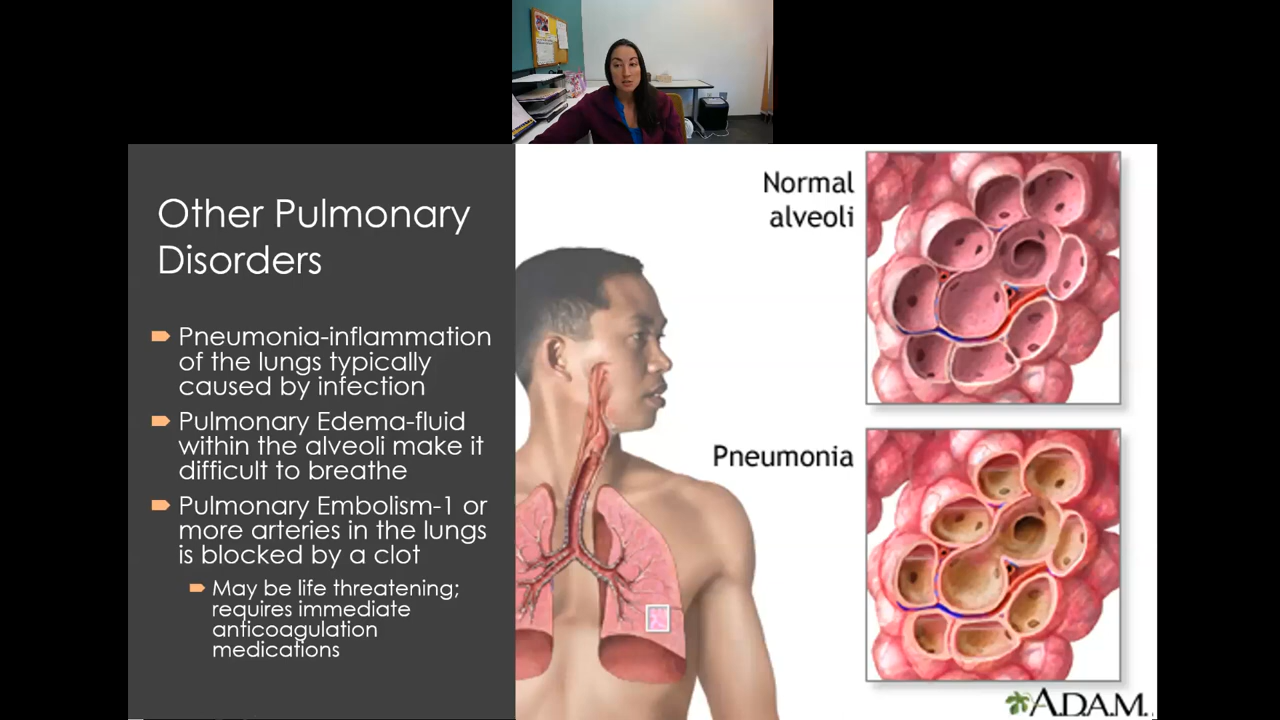 Other Pulmonary
Disorders
Pneumonia-inflammation
of the lungs typically
caused by infection
Pulmonary Edema-fluid
within the alveoli make it
difficult to breathe
Pulmonary Embolism-1 or
more arteries in the lungs
is blocked by a clot
May be life threatening;
requires immediate
anticoagulation
medications
Normal
alveoli
Pneumonia
A.D.A.M.